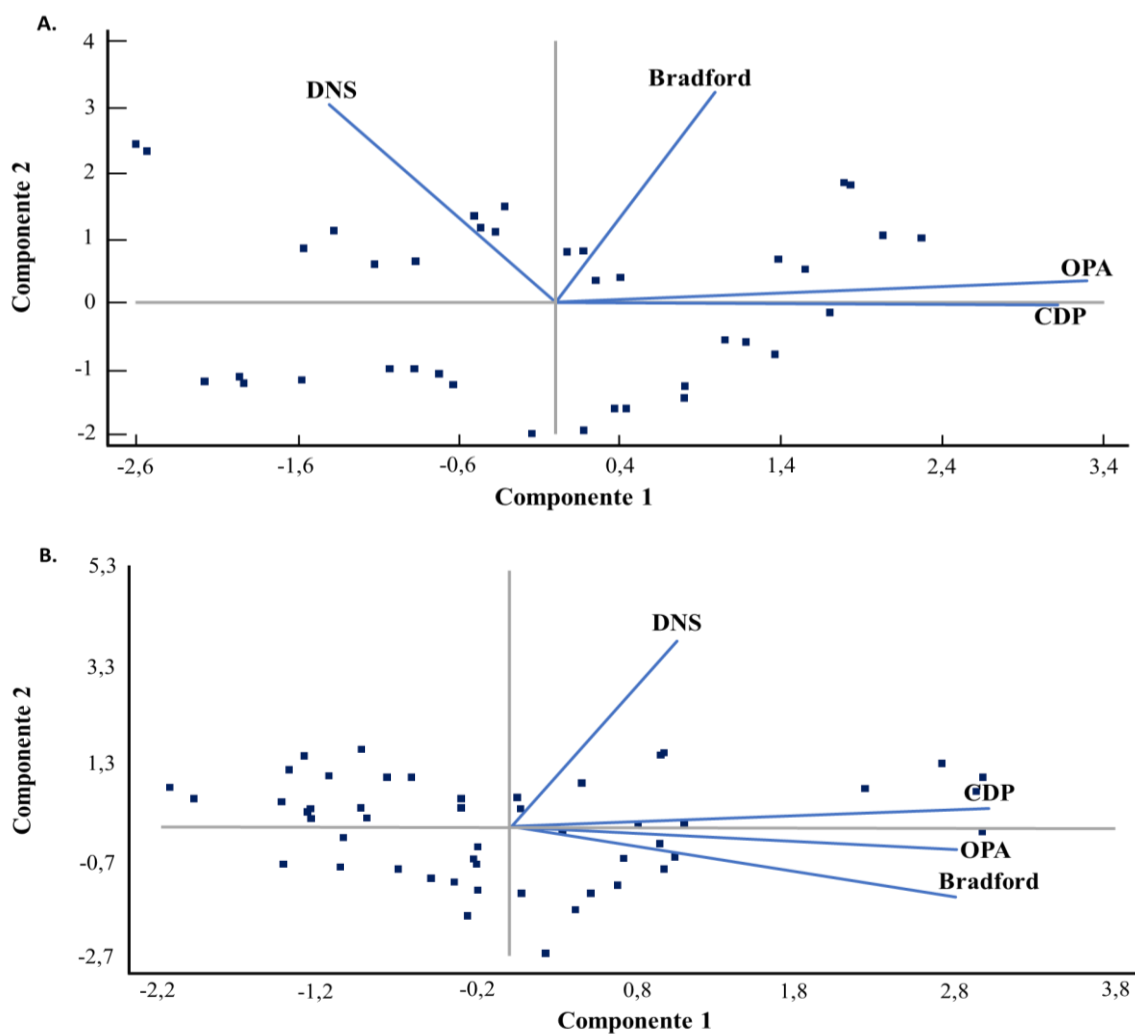 A.
4
3
2
1
0
-1
-2
Componente 2
DNS
Bradford
OPA
CDP
-2,6 -1,6 -0,6 0,4 1,4 2,4 3,4
Componente 1
B.
5,3
3,3
1,3
-0,7
-2,7
Componente 2
DNS
CDP
OPA
Bradford
-2,2 -1,2 -0,2 0,8 1,8 2,8 3,8
Componente 1